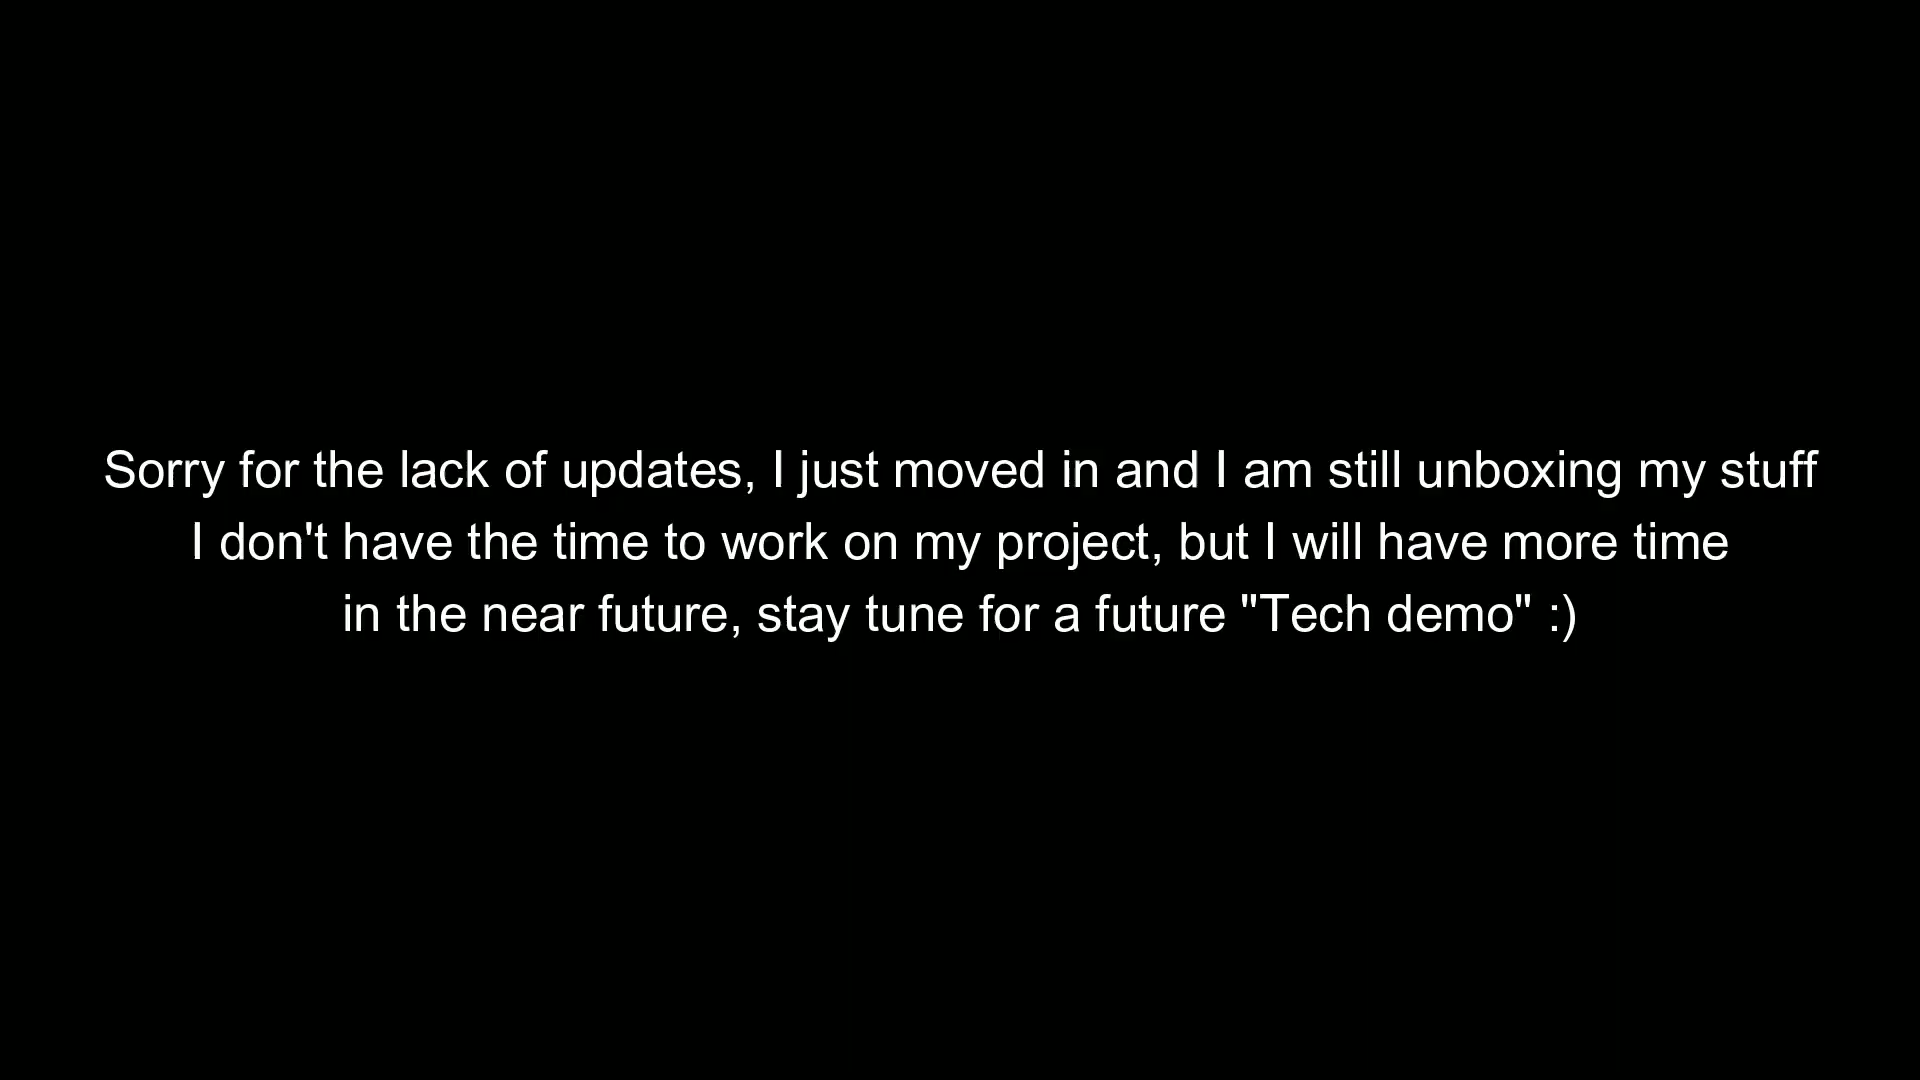 Sorry for the lack of updates, I just moved in and I am still unboxing my stuff
I don't have the time to work on my project, but I will have more time
in the near future, stay tune for a future "Tech demo" :)